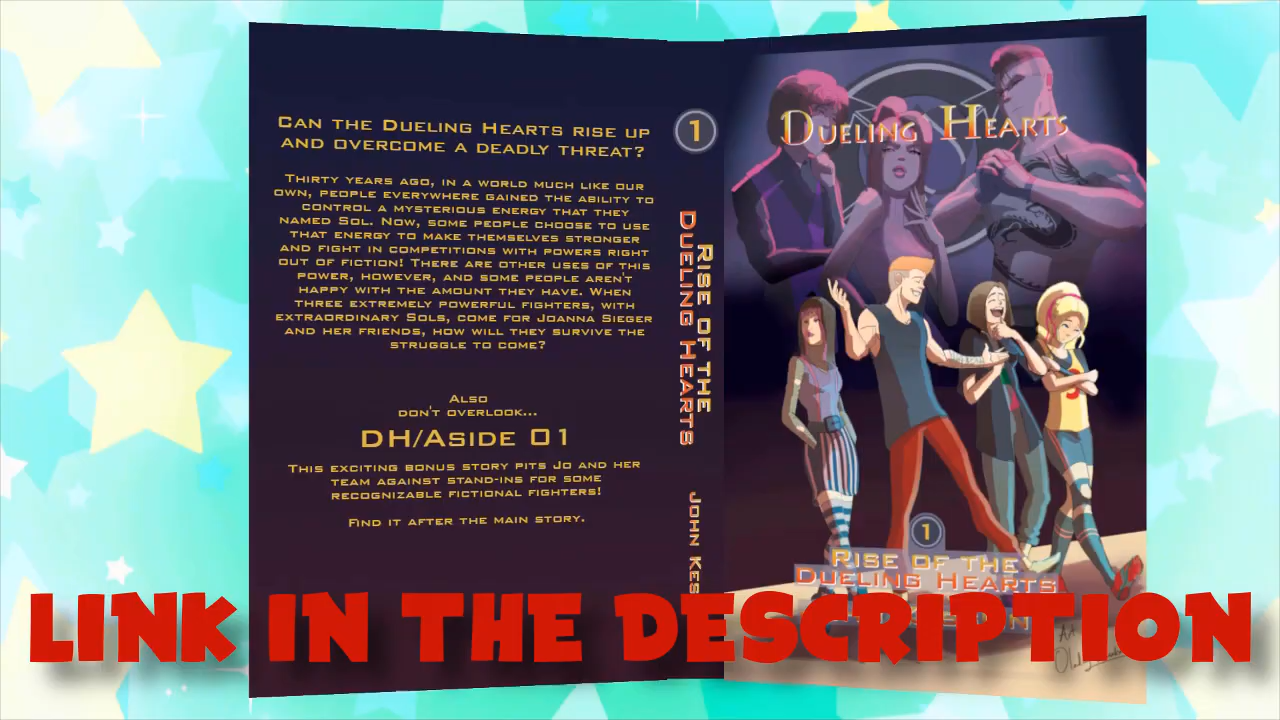 Can the Dueling Hearts rise up
and overcome a deadly threat?
Thirty years ago, in a world much like our
own, people everywhere gained the ability to
control a mysterious energy that they
named Sol. Now, some people choose to use
that energy to make themselves stronger
and fight in competitions with powers right
out of fiction! There are other uses of this
power, however, and some people aren't
happy with the amount they have. When
three extremely powerful fighters, with
extraordinary Sols, come for Joanna Sieger
and her friends, how will they survive the
struggle to come?
Also
don't overlook...
DH/Aside 01
This exciting bonus story pits Jo and her
team against stand-ins for some
recognizable fictional fighters!
Find it after the main story.
1
Rise of the
Dueling Hearts
John Kes
Dueling Hearts
1
Rise of the
Dueling Hearts
LINK IN THE DESCRIPTION